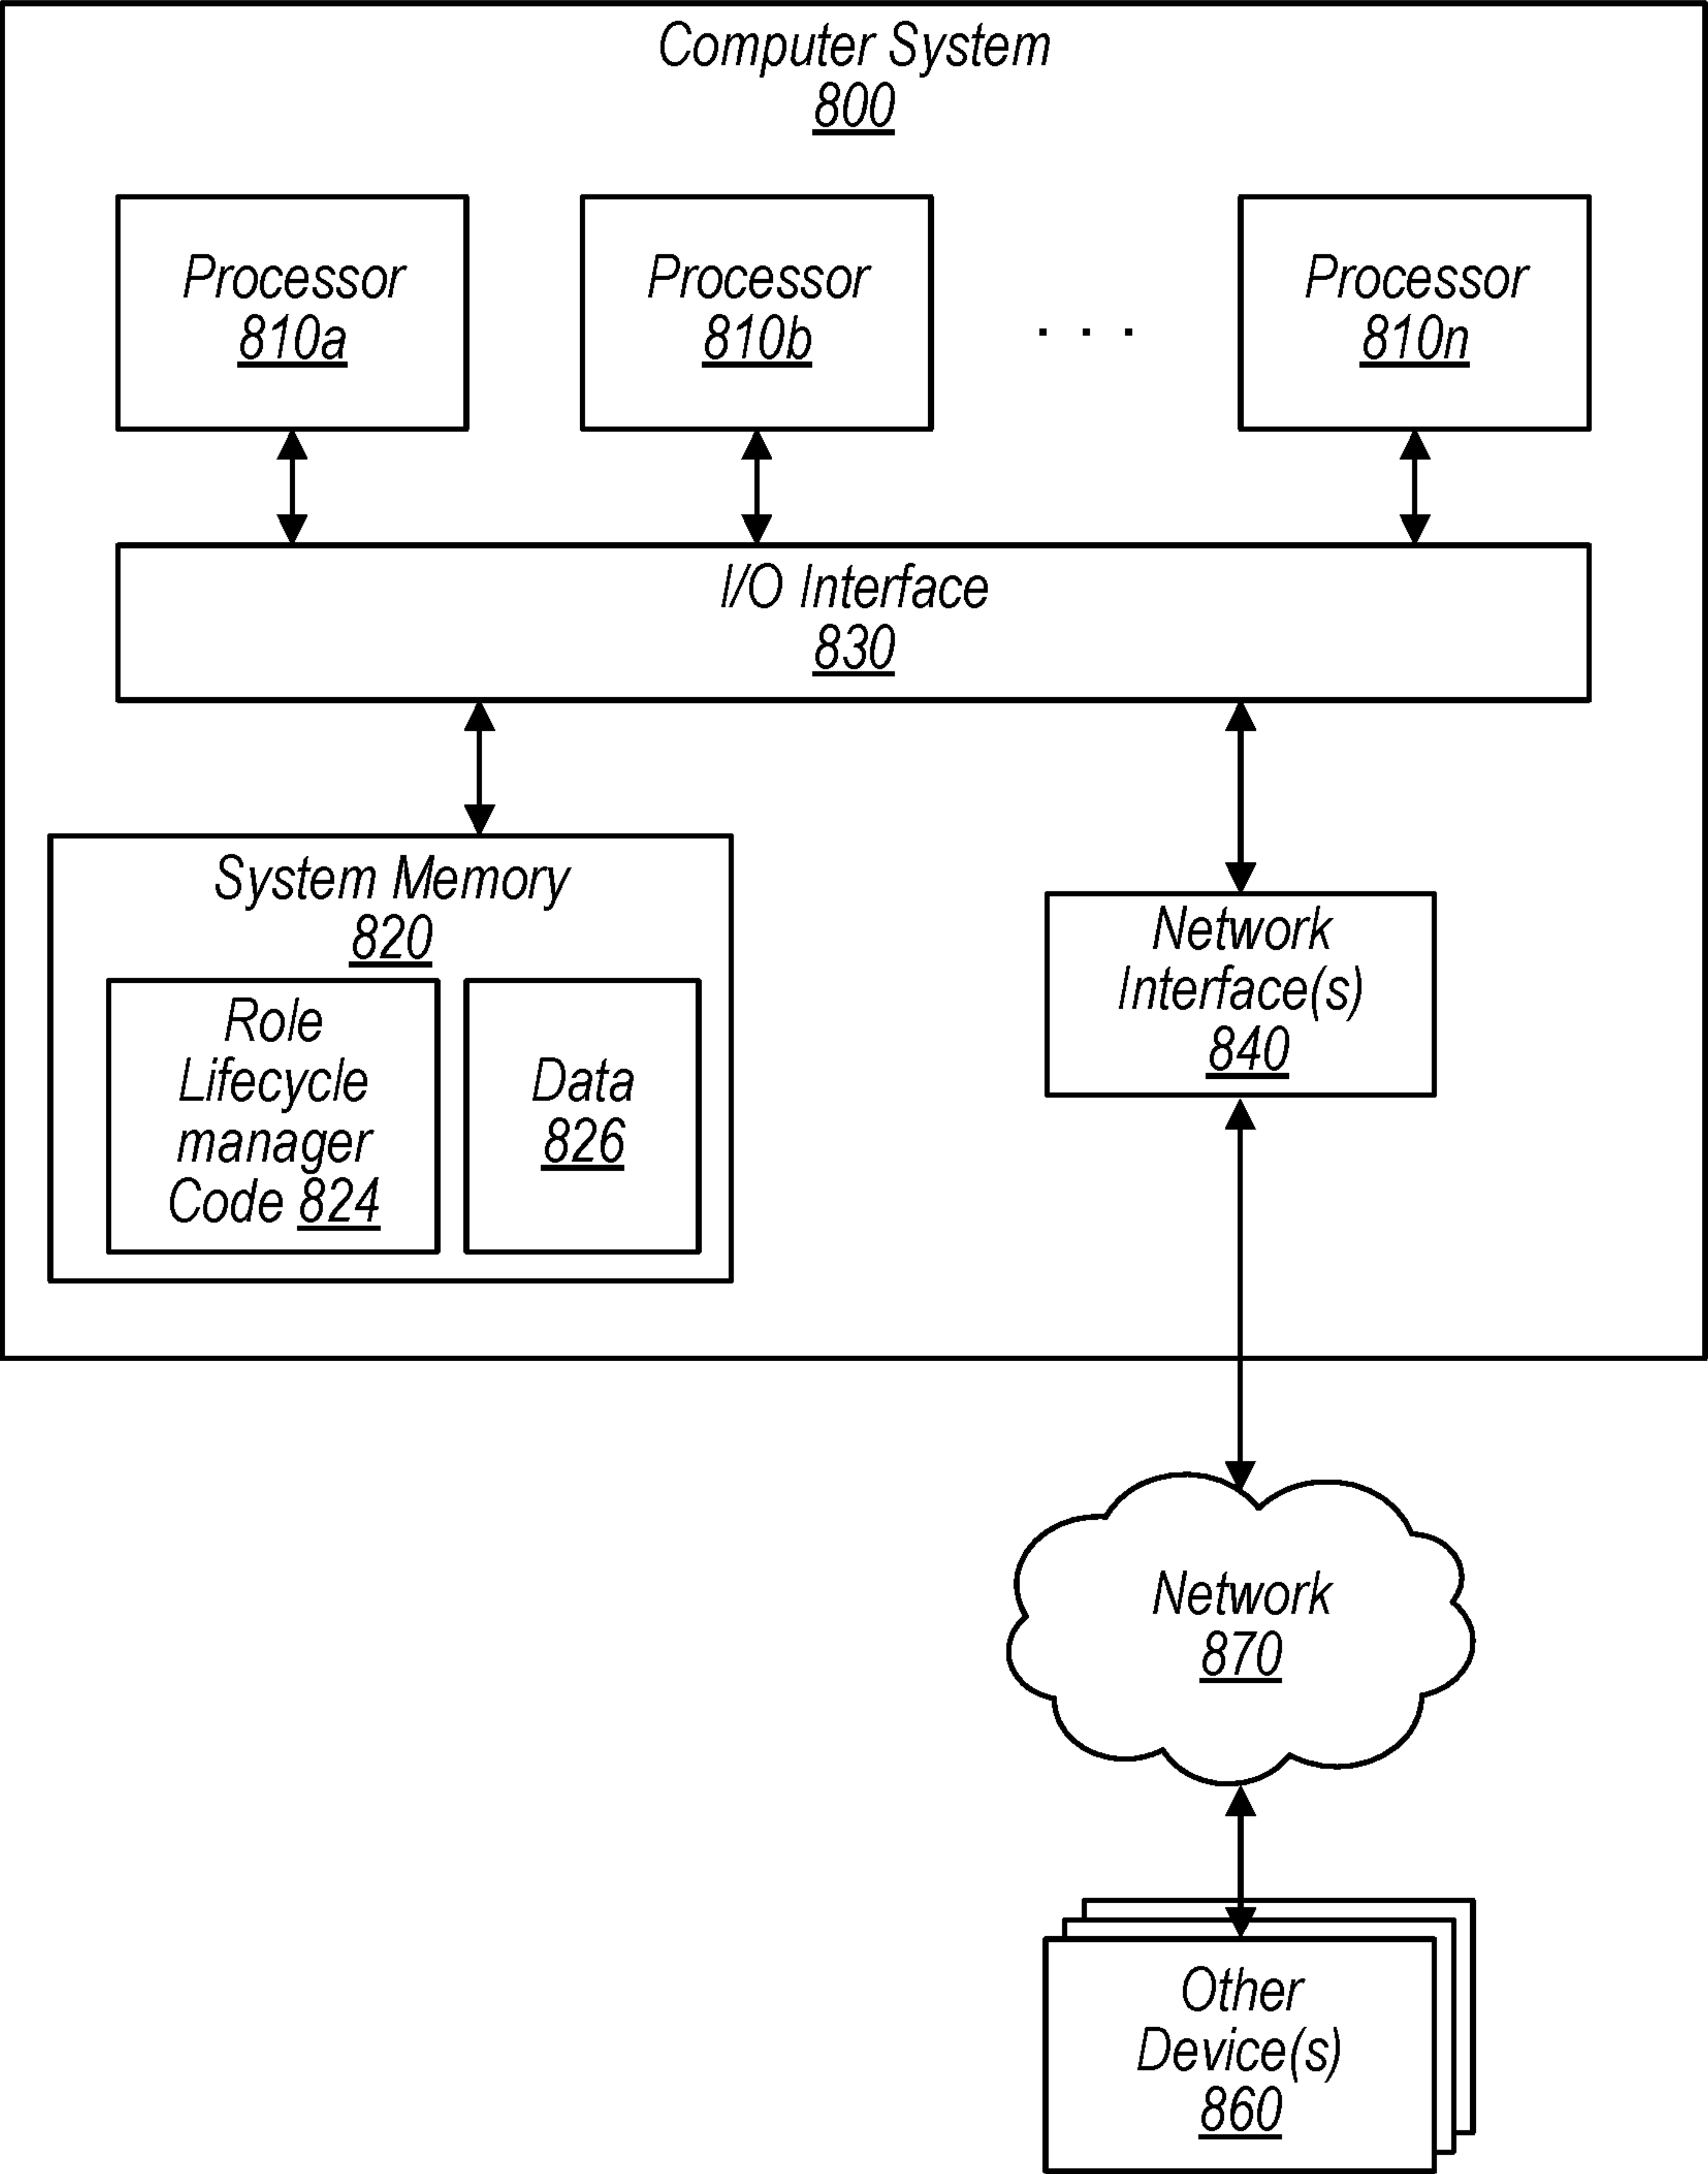 Computer System
800
Processor
810a
Processor
810b
. . .
Processor
810n
I/O Interface
830
System Memory
820
Role
Lifecycle
manager
Code 824
Data
826
Network
Interface(s)
840
Network
870
Other
Device(s)
860